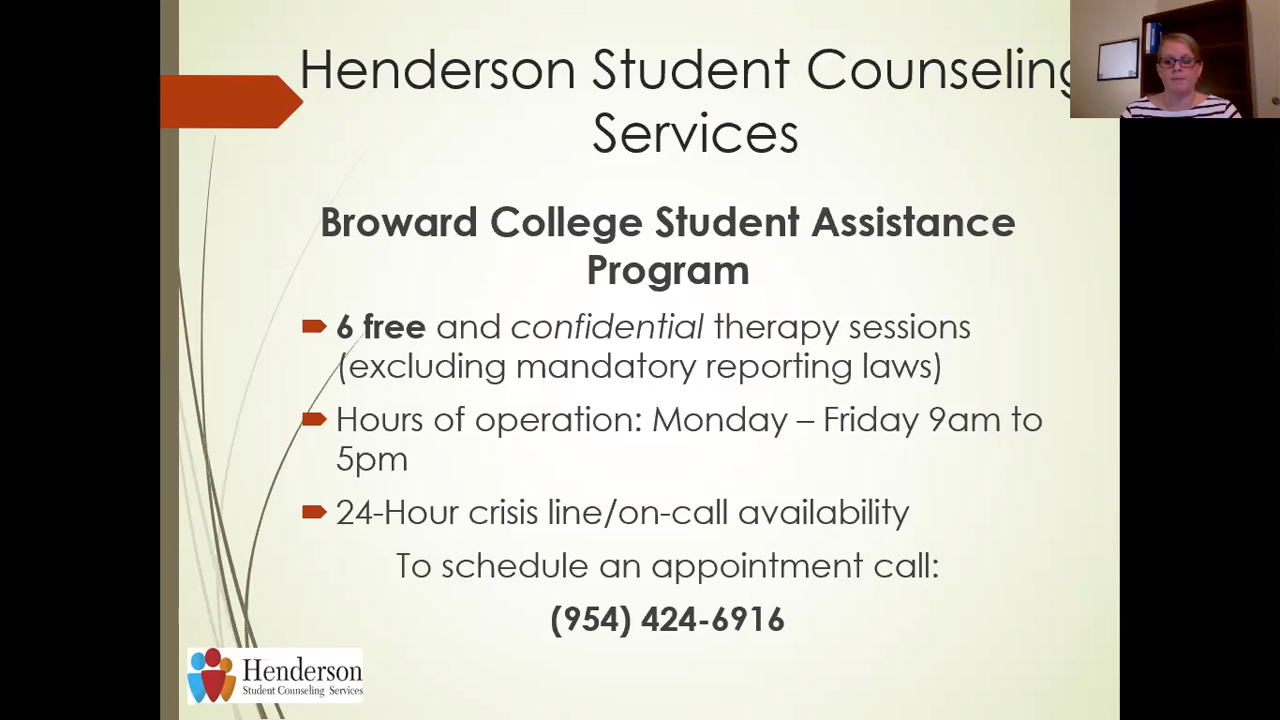 Henderson Student Counseling
Services
Broward College Student Assistance
Program
6 free and confidential therapy sessions
(excluding mandatory reporting laws)
Hours of operation: Monday – Friday 9am to
5pm
24-Hour crisis line/on-call availability
To schedule an appointment call:
(954) 424-6916
Henderson
Student Counseling Services